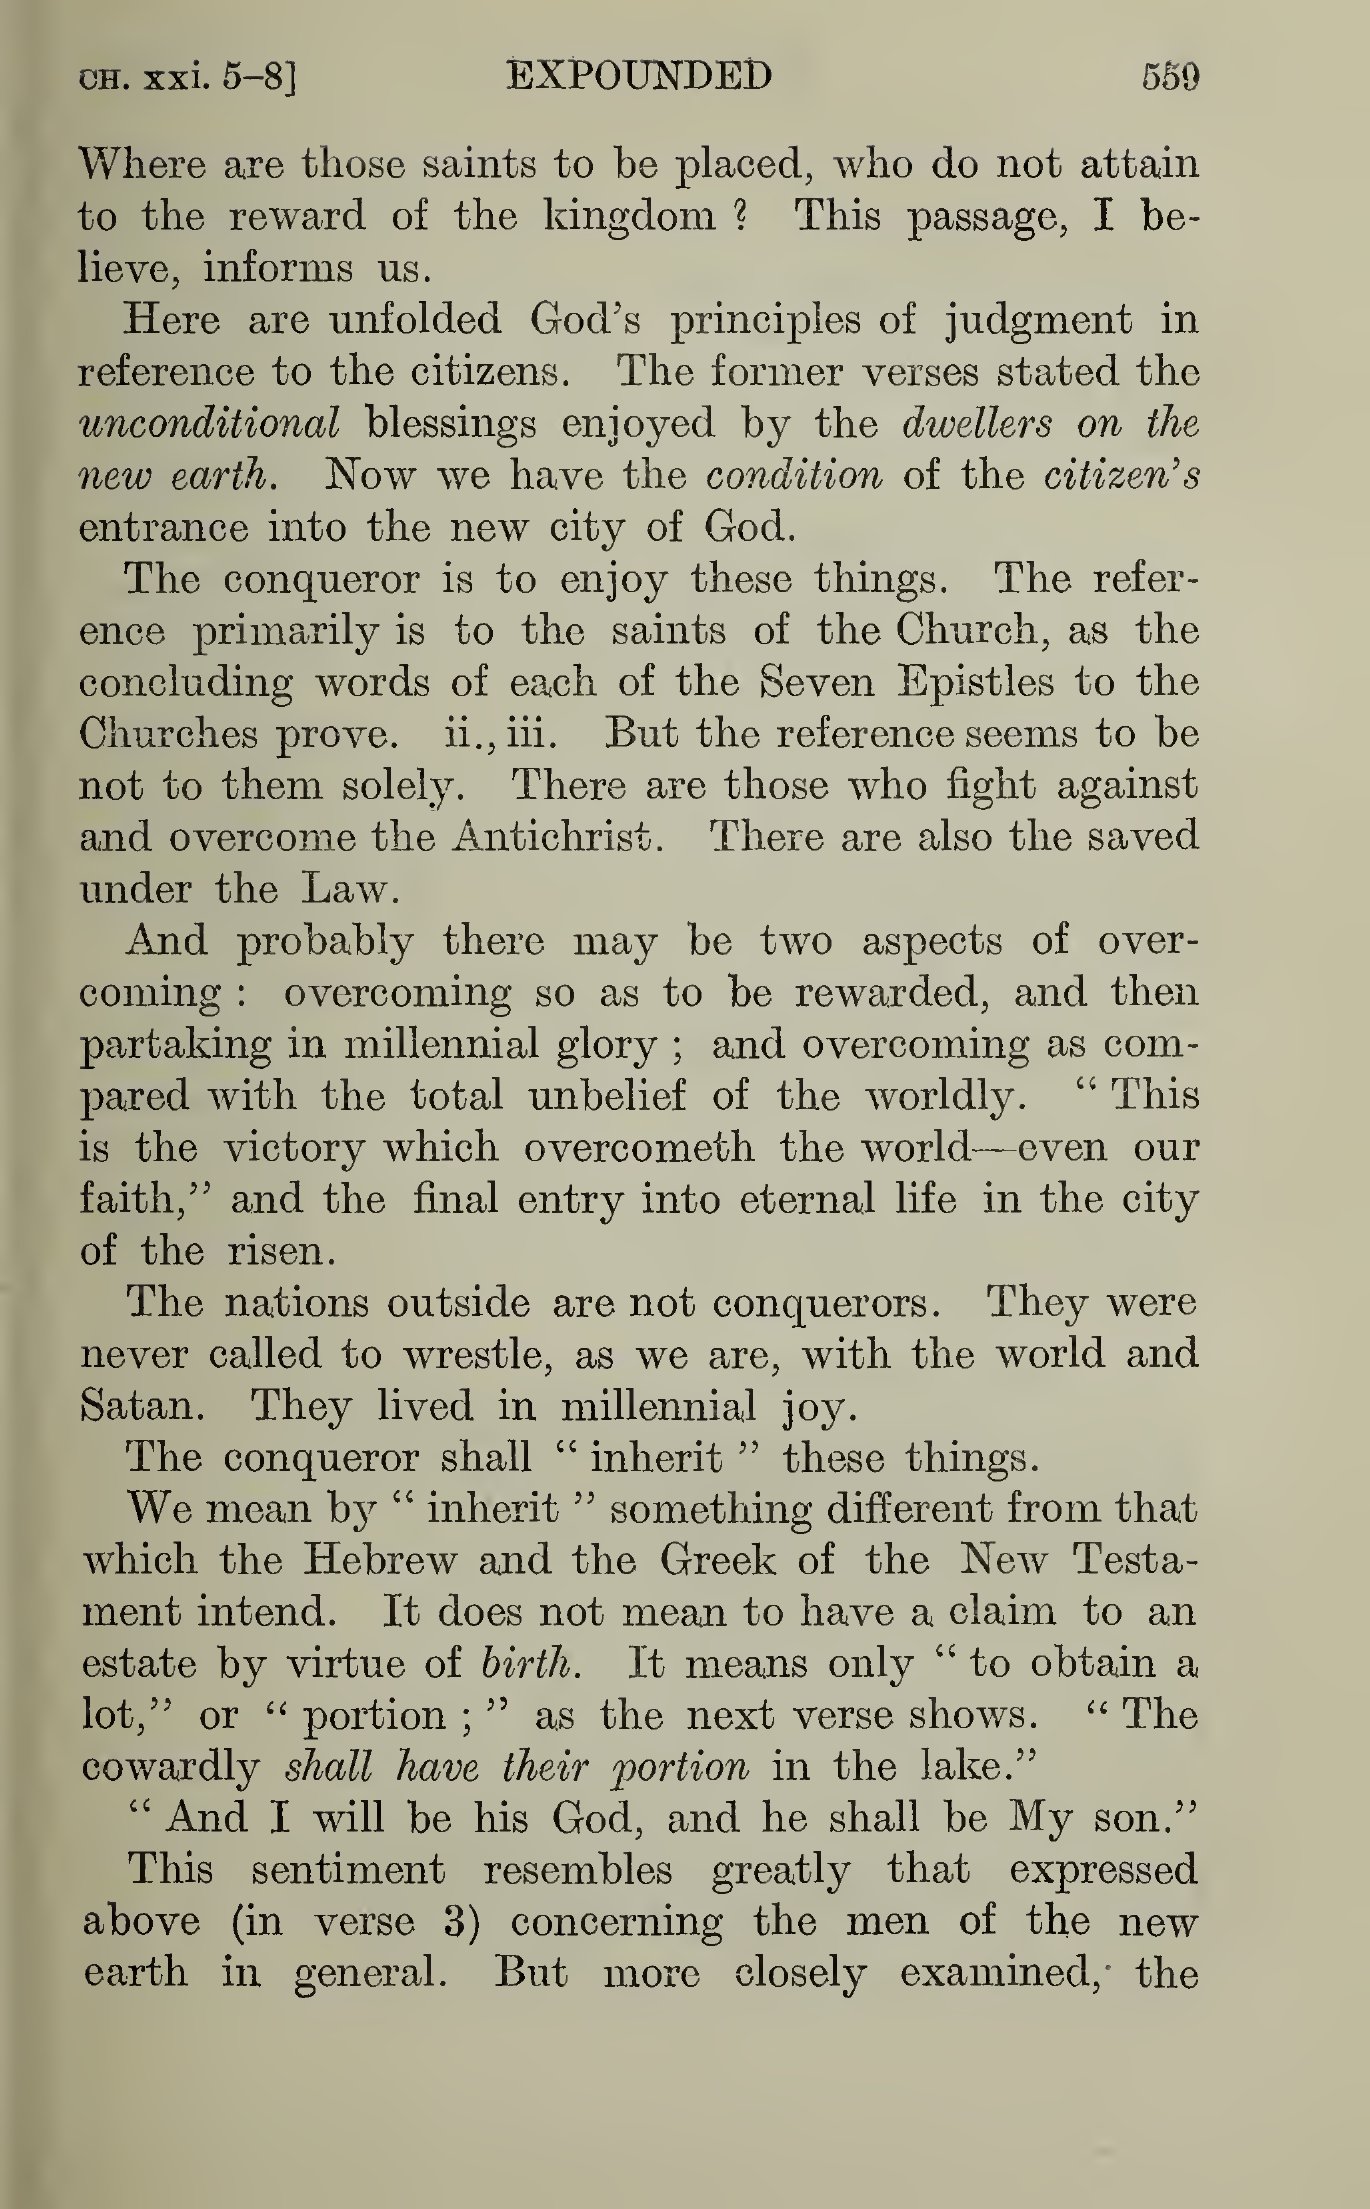 CH. xxi. 5–8] EXPOUNDED 559
Where are those saints to be placed, who do not attain
to the reward of the kingdom ? This passage, I be-
lieve, informs us.
Here are unfolded God's principles of judgment in
reference to the citizens. The former verses stated the
unconditional blessings enjoyed by the dwellers on the
new earth. Now we have the condition of the citizen's
entrance into the new city of God.
The conqueror is to enjoy these things. The refer-
ence primarily is to the saints of the Church, as the
concluding words of each of the Seven Epistles to the
Churches prove. ii., iii. But the reference seems to be
not to them solely. There are those who fight against
and overcome the Antichrist. There are also the saved
under the Law.
And probably there may be two aspects of over-
coming : overcoming so as to be rewarded, and then
partaking in millennial glory ; and overcoming as com-
pared with the total unbelief of the worldly. “ This
is the victory which overcometh the world—even our
faith,” and the final entry into eternal life in the city
of the risen.
The nations outside are not conquerors. They were
never called to wrestle, as we are, with the world and
Satan. They lived in millennial joy.
The conqueror shall “ inherit ” these things.
We mean by “ inherit ” something different from that
which the Hebrew and the Greek of the New Testa-
ment intend. It does not mean to have a claim to an
estate by virtue of birth. It means only “ to obtain a
lot,” or “ portion ; ” as the next verse shows. “ The
cowardly shall have their portion in the lake.”
“ And I will be his God, and he shall be My son.”
This sentiment resembles greatly that expressed
above (in verse 3) concerning the men of the new
earth in general. But more closely examined, the